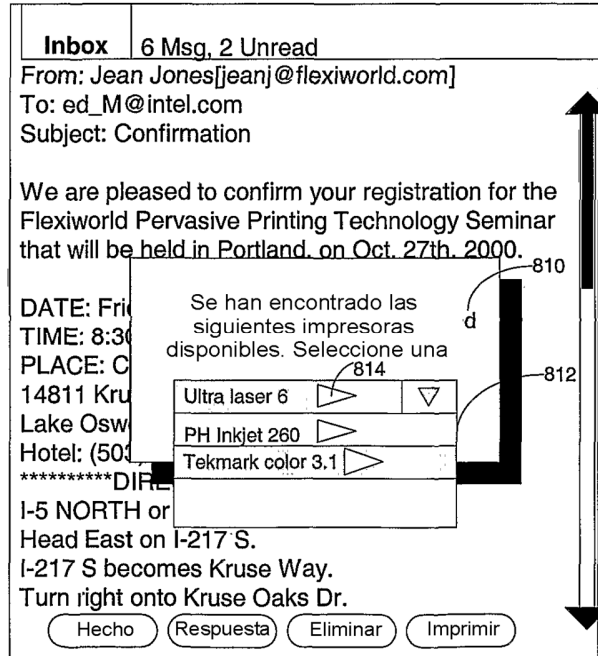 Inbox
6 Msg, 2 Unread
From: Jean Jones[jeanj@flexiworld.com]
To: ed_M@intel.com
Subject: Confirmation
We are pleased to confirm your registration for the
Flexiworld Pervasive Printing Technology Seminar
that will be held in Portland, on Oct. 27th, 2000.
810
DATE: Fri
TIME: 8:30
PLACE: C
14811 Kru
Lake Osw
Hotel: (503
**********DIRE
Se han encontrado las
siguientes impresoras
disponibles. Seleccione una
d
814
812
Ultra laser 6
PH Inkjet 260
Tekmark color 3.1
I-5 NORTH or
Head East on I-217 S.
I-217 S becomes Kruse Way.
Turn right onto Kruse Oaks Dr.
Hecho
Respuesta
Eliminar
Imprimir